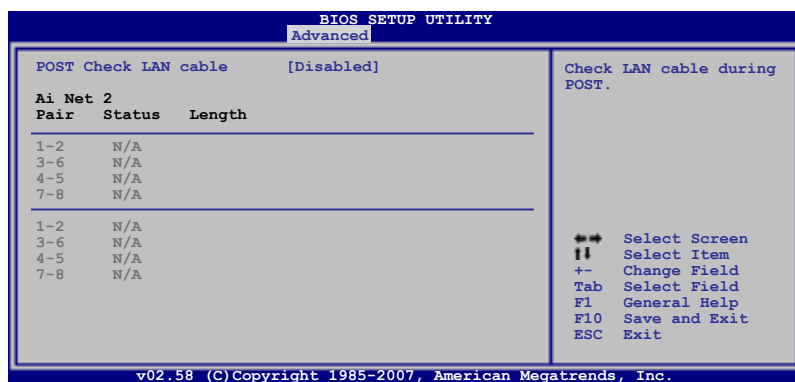 BIOS SETUP UTILITY
Advanced
POST Check LAN cable [Disabled]
Ai Net 2
Pair Status Length
1-2 N/A
3-6 N/A
4-5 N/A
7-8 N/A
1-2 N/A
3-6 N/A
4-5 N/A
7-8 N/A
Check LAN cable during
POST.
←→ Select Screen
↑↓ Select Item
+- Change Field
Tab Select Field
F1 General Help
F10 Save and Exit
ESC Exit
v02.58 (C)Copyright 1985-2007, American Megatrends, Inc.